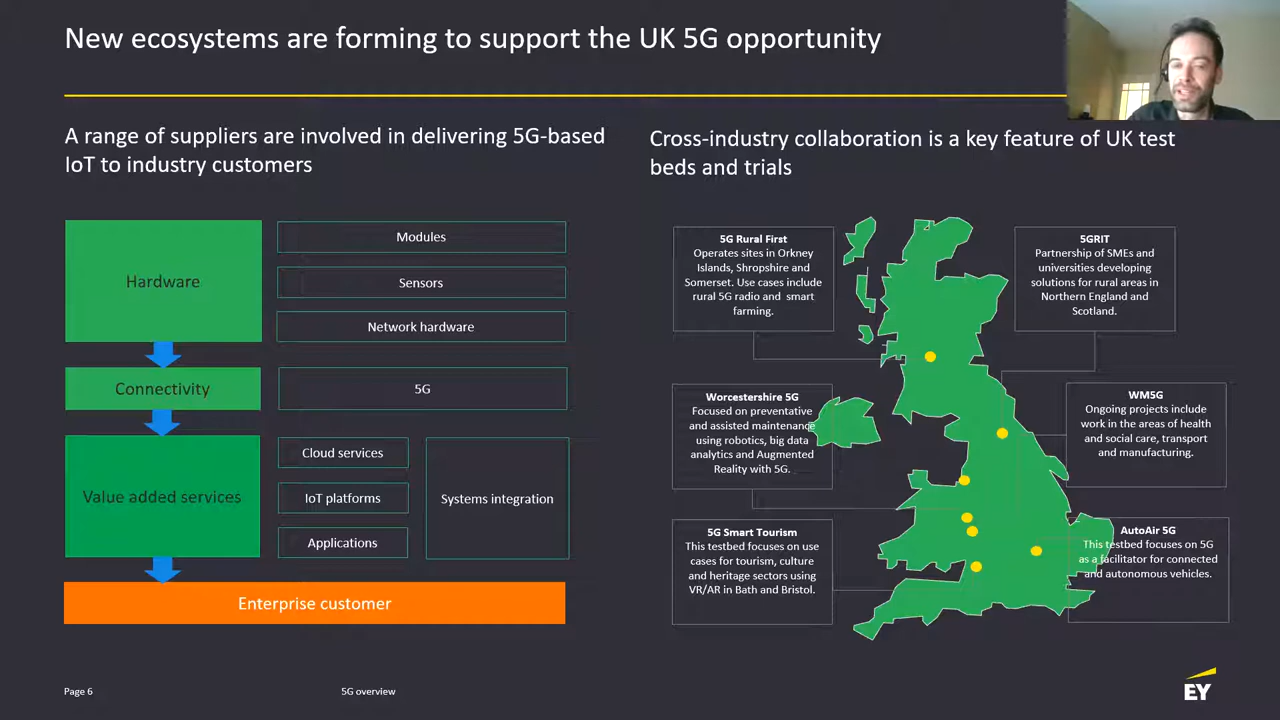 New ecosystems are forming to support the UK 5G opportunity
A range of suppliers are involved in delivering 5G-based
IoT to industry customers
Hardware
Modules
Sensors
Network hardware
Connectivity
5G
Value added services
Cloud services
IoT platforms
Applications
Systems integration
Enterprise customer
Cross-industry collaboration is a key feature of UK test
beds and trials
5G Rural First
Operates sites in Orkney
Islands, Shropshire and
Somerset. Use cases include
rural 5G radio and smart
farming.
5GRIT
Partnership of SMEs and
universities developing
solutions for rural areas in
Northern England and
Scotland.
Worcestershire 5G
Focused on preventative
and assisted maintenance
using robotics, big data
analytics and Augmented
Reality with 5G.
WM5G
Ongoing projects include
work in the areas of health
and social care, transport
and manufacturing.
5G Smart Tourism
This testbed focuses on use
cases for tourism, culture
and heritage sectors using
VR/AR in Bath and Bristol.
AutoAir 5G
This testbed focuses on 5G
as a facilitator for connected
and autonomous vehicles.
Page 6
5G overview
EY